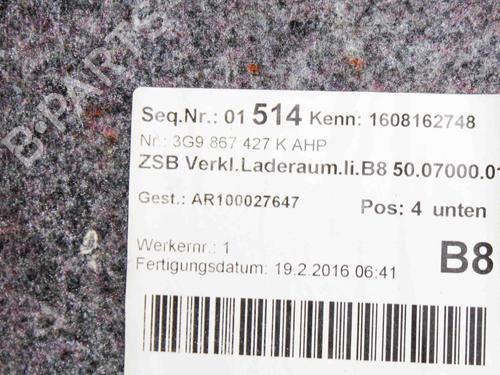 B-PARTS
Seq.Nr.: 01 514 Kenn: 1608162748
Nr.: 3G9 867 427 K AHP
ZSB Verkl.Laderaum.li.B8 50.07000.01
Gest.: AR100027647 Pos: 4 unten
Werkernr.: 1
Fertigungsdatum: 19.2.2016 06:41 B8